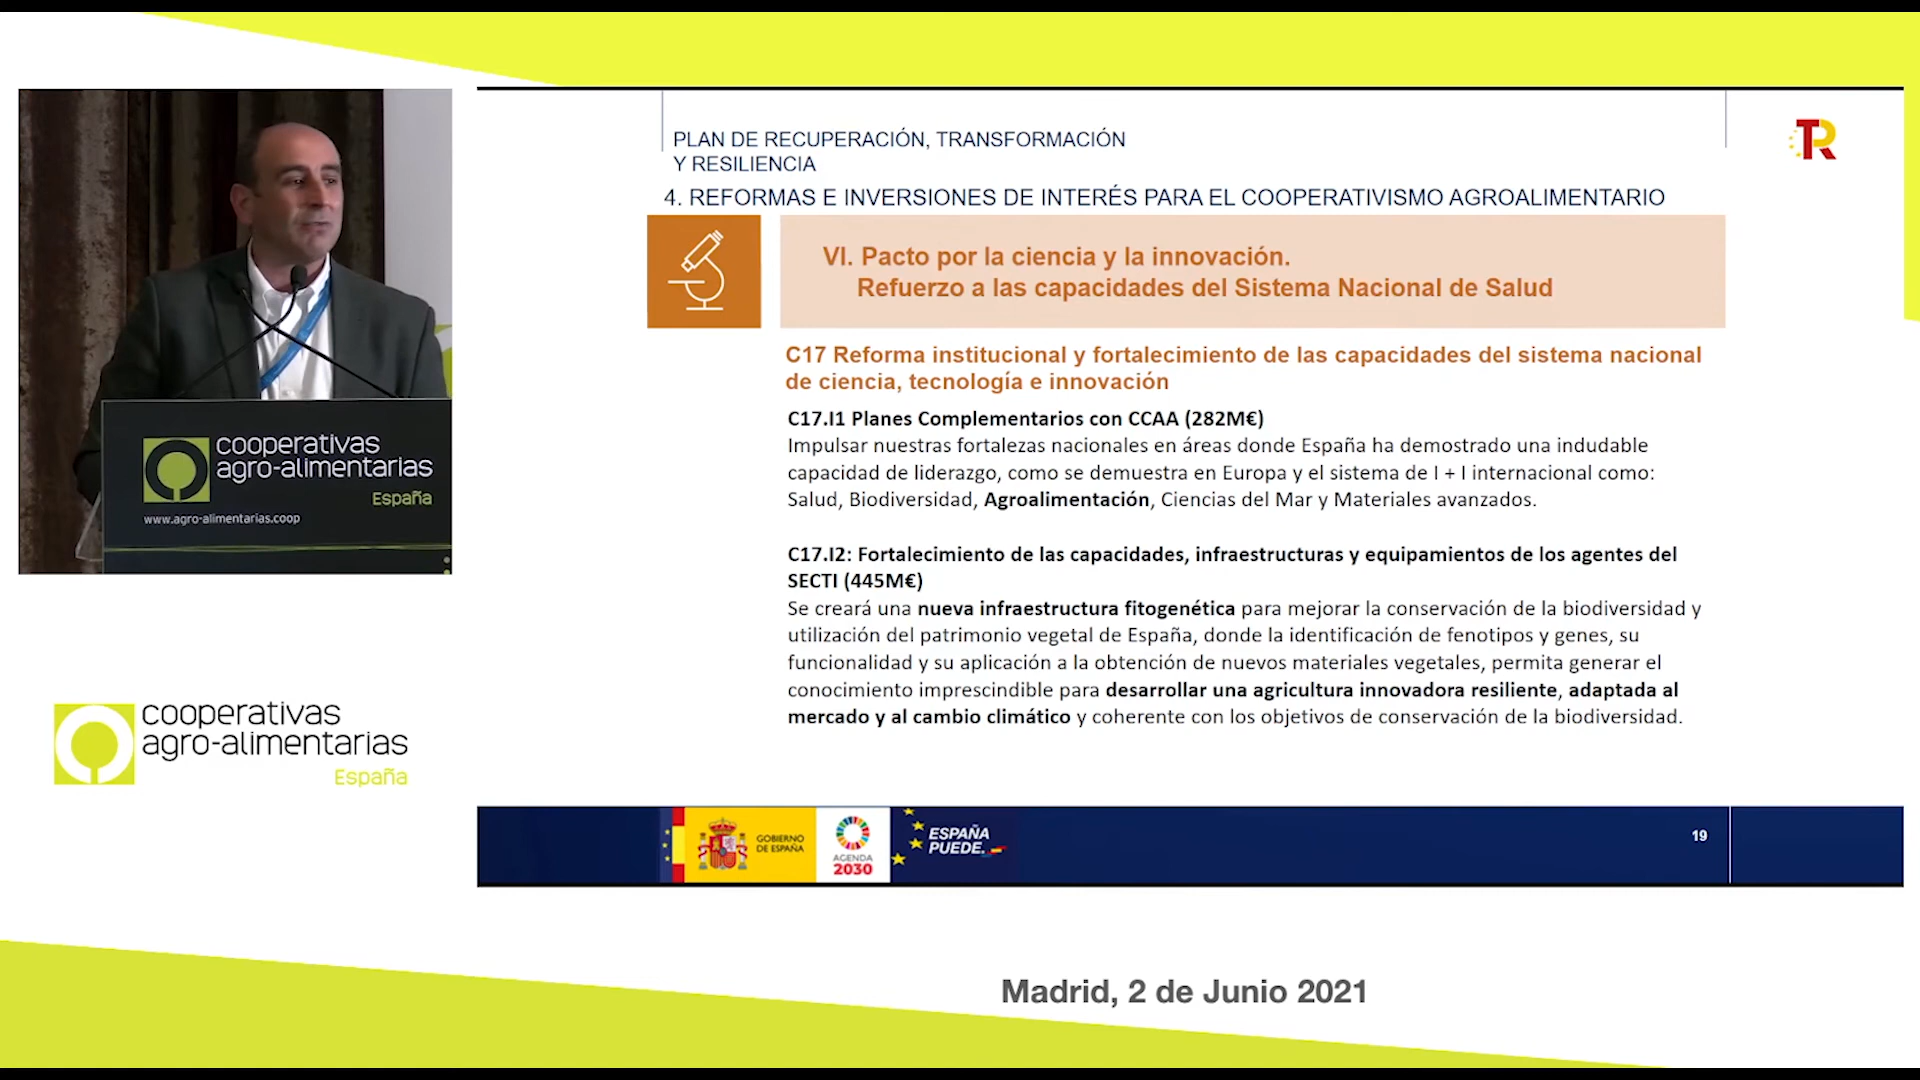 PLAN DE RECUPERACIÓN, TRANSFORMACIÓN
Y RESILIENCIA
TR
4. REFORMAS E INVERSIONES DE INTERÉS PARA EL COOPERATIVISMO AGROALIMENTARIO
VI. Pacto por la ciencia y la innovación.
Refuerzo a las capacidades del Sistema Nacional de Salud
C17 Reforma institucional y fortalecimiento de las capacidades del sistema nacional
de ciencia, tecnología e innovación
C17.I1 Planes Complementarios con CCAA (282M€)
Impulsar nuestras fortalezas nacionales en áreas donde España ha demostrado una indudable
capacidad de liderazgo, como se demuestra en Europa y el sistema de I + I internacional como:
Salud, Biodiversidad, Agroalimentación, Ciencias del Mar y Materiales avanzados.
C17.I2: Fortalecimiento de las capacidades, infraestructuras y equipamientos de los agentes del
SECTI (445M€)
Se creará una nueva infraestructura fitogenética para mejorar la conservación de la biodiversidad y
utilización del patrimonio vegetal de España, donde la identificación de fenotipos y genes, su
funcionalidad y su aplicación a la obtención de nuevos materiales vegetales, permita generar el
conocimiento imprescindible para desarrollar una agricultura innovadora resiliente, adaptada al
mercado y al cambio climático y coherente con los objetivos de conservación de la biodiversidad.
cooperativas
agro-alimentarias
España
www.agro-alimentarias.coop
cooperativas
agro-alimentarias
España
GOBIERNO
DE ESPAÑA
AGENDA
2030
ESPAÑA
PUEDE.
19
Madrid, 2 de Junio 2021